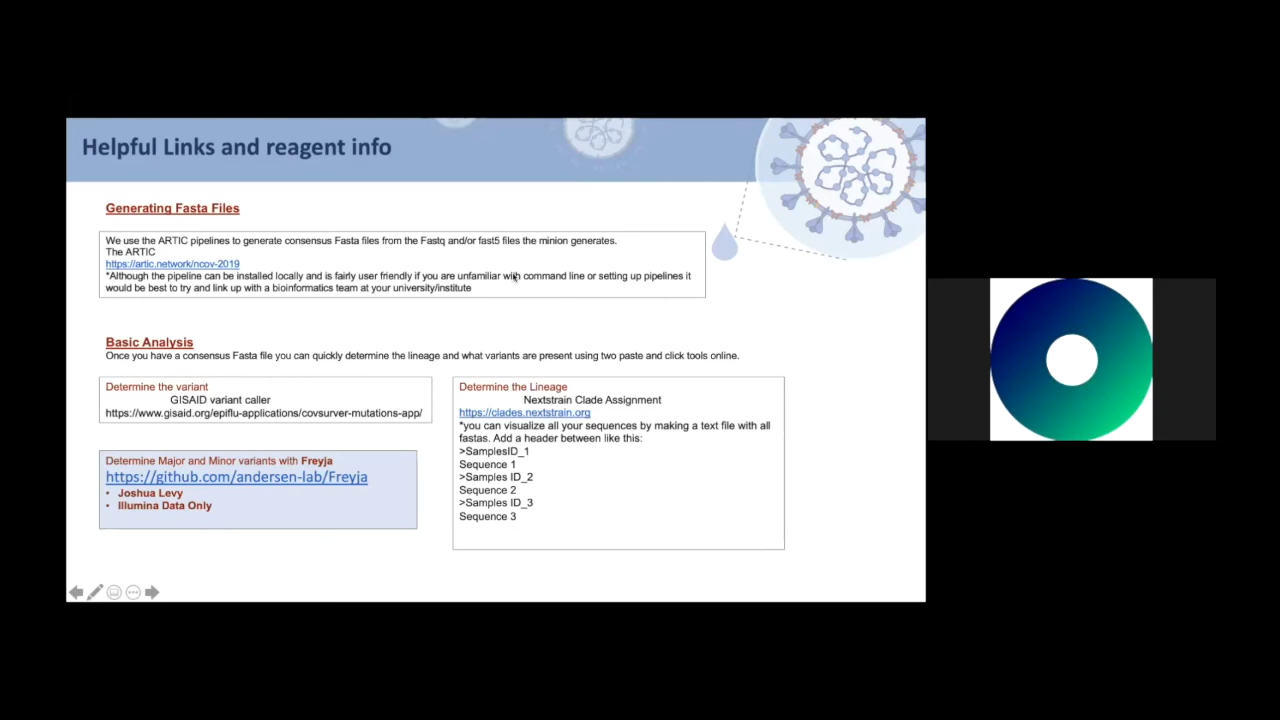 Helpful Links and reagent info
Generating Fasta Files
We use the ARTIC pipelines to generate consensus Fasta files from the Fastq and/or fast5 files the minion generates.
The ARTIC
https://artic.network/ncov-2019
*Although the pipeline can be installed locally and is fairly user friendly if you are unfamiliar with command line or setting up pipelines it
would be best to try and link up with a bioinformatics team at your university/institute
Basic Analysis
Once you have a consensus Fasta file you can quickly determine the lineage and what variants are present using two paste and click tools online.
Determine the variant
GISAID variant caller
https://www.gisaid.org/epiflu-applications/covsurver-mutations-app/
Determine Major and Minor variants with Freyja
https://github.com/andersen-lab/Freyja
• Joshua Levy
• Illumina Data Only
Determine the Lineage
Nextstrain Clade Assignment
https://clades.nextstrain.org
*you can visualize all your sequences by making a text file with all
fastas. Add a header between like this:
>SamplesID_1
Sequence 1
>Samples ID_2
Sequence 2
>Samples ID_3
Sequence 3